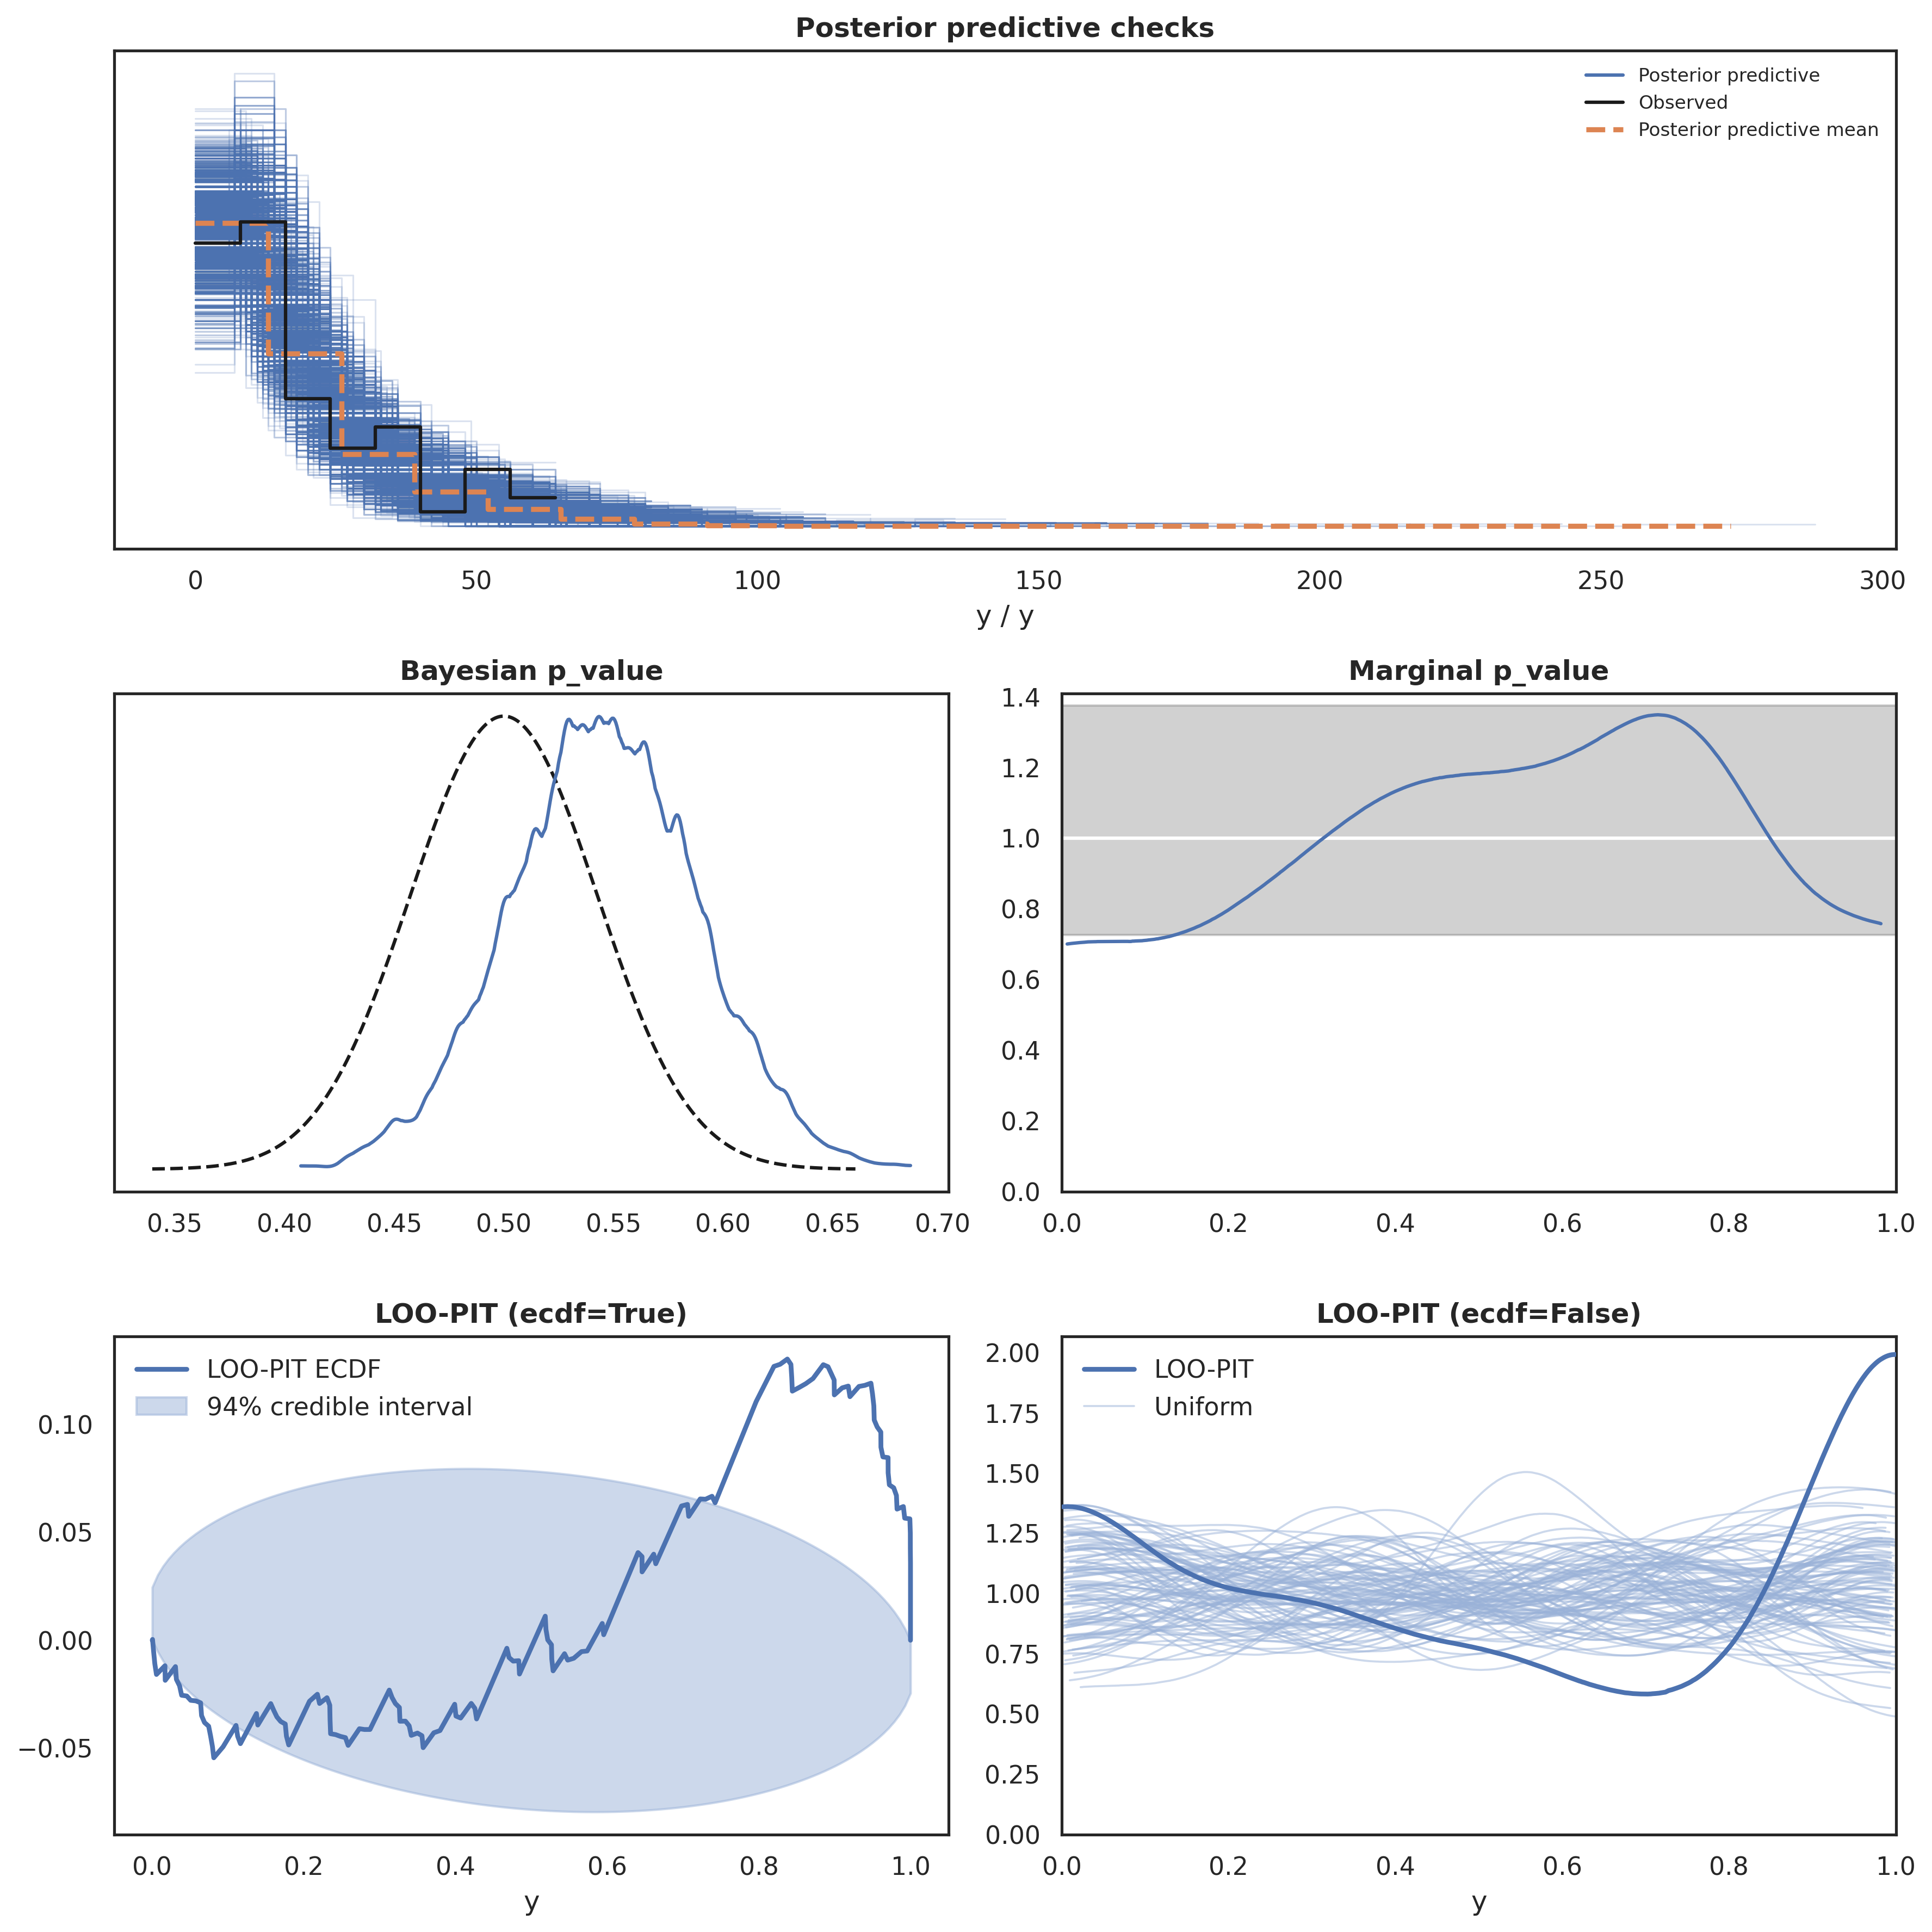 Posterior predictive checks
Posterior predictive
Observed
Posterior predictive mean
0 50 100 150 200 250 300
y / y
Bayesian p_value
0.35 0.40 0.45 0.50 0.55 0.60 0.65 0.70
Marginal p_value
1.4
1.2
1.0
0.8
0.6
0.4
0.2
0.0
0.0 0.2 0.4 0.6 0.8 1.0
LOO-PIT (ecdf=True)
LOO-PIT ECDF
94% credible interval
0.10
0.05
0.00
−0.05
0.0 0.2 0.4 0.6 0.8 1.0
y
LOO-PIT (ecdf=False)
LOO-PIT
Uniform
2.00
1.75
1.50
1.25
1.00
0.75
0.50
0.25
0.00
0.0 0.2 0.4 0.6 0.8 1.0
y